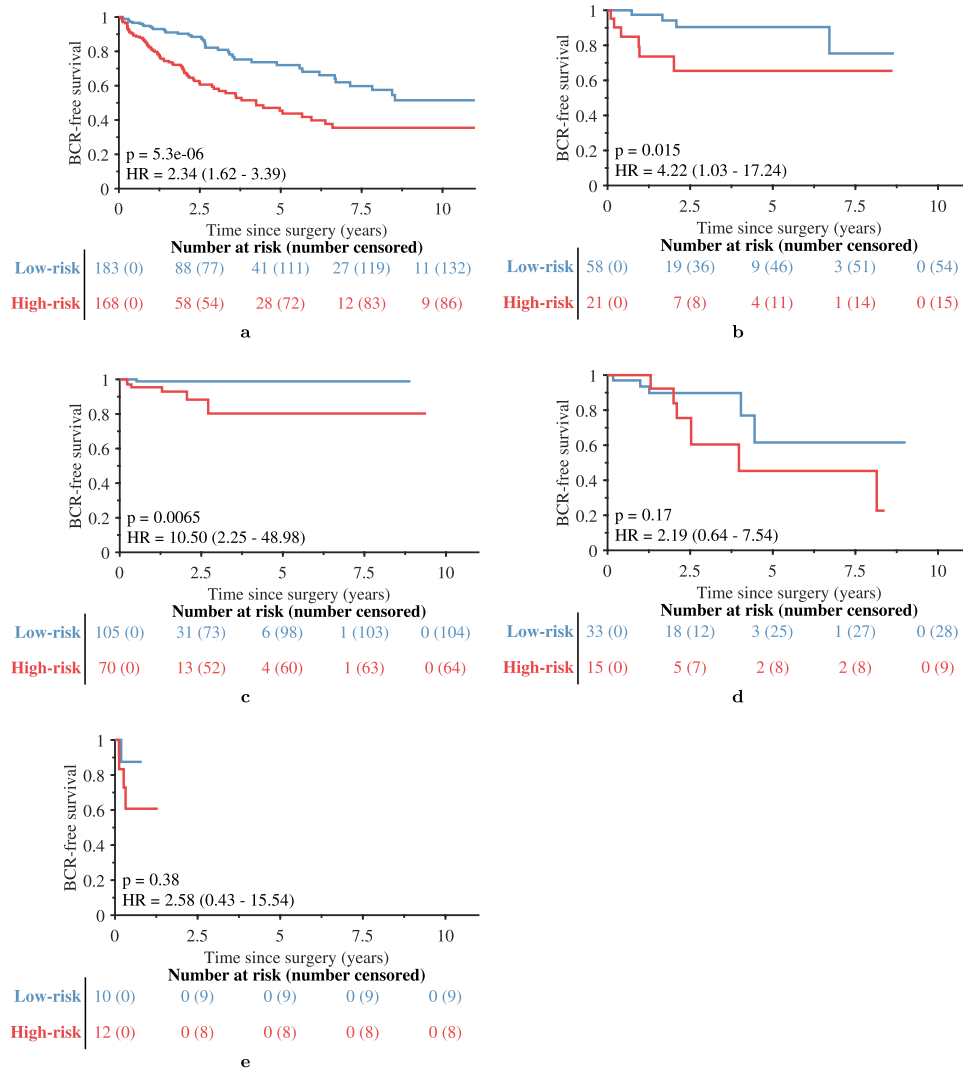 1
0.8
0.6
0.4
0.2
0
BCR-free survival
p = 5.3e-06
HR = 2.34 (1.62 - 3.39)
0 2.5 5 7.5 10
Time since surgery (years)
Number at risk (number censored)
Low-risk 183 (0) 88 (77) 41 (111) 27 (119) 11 (132)
High-risk 168 (0) 58 (54) 28 (72) 12 (83) 9 (86)
a
1
0.8
0.6
0.4
0.2
0
BCR-free survival
p = 0.015
HR = 4.22 (1.03 - 17.24)
0 2.5 5 7.5 10
Time since surgery (years)
Number at risk (number censored)
Low-risk 58 (0) 19 (36) 9 (46) 3 (51) 0 (54)
High-risk 21 (0) 7 (8) 4 (11) 1 (14) 0 (15)
b
1
0.8
0.6
0.4
0.2
0
BCR-free survival
p = 0.0065
HR = 10.50 (2.25 - 48.98)
0 2.5 5 7.5 10
Time since surgery (years)
Number at risk (number censored)
Low-risk 105 (0) 31 (73) 6 (98) 1 (103) 0 (104)
High-risk 70 (0) 13 (52) 4 (60) 1 (63) 0 (64)
c
1
0.8
0.6
0.4
0.2
0
BCR-free survival
p = 0.17
HR = 2.19 (0.64 - 7.54)
0 2.5 5 7.5 10
Time since surgery (years)
Number at risk (number censored)
Low-risk 33 (0) 18 (12) 3 (25) 1 (27) 0 (28)
High-risk 15 (0) 5 (7) 2 (8) 2 (8) 0 (9)
d
1
0.8
0.6
0.4
0.2
0
BCR-free survival
p = 0.38
HR = 2.58 (0.43 - 15.54)
0 2.5 5 7.5 10
Time since surgery (years)
Number at risk (number censored)
Low-risk 10 (0) 0 (9) 0 (9) 0 (9) 0 (9)
High-risk 12 (0) 0 (8) 0 (8) 0 (8) 0 (8)
e